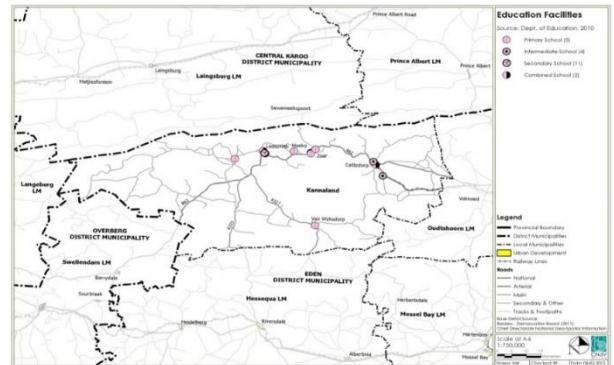 Education Facilities
Source: Dept. of Education, 2010
Primary School (5)
Intermediate School (4)
Secondary School (11)
Combined School (2)
Prince Albert Road
CENTRAL KAROO
DISTRICT MUNICIPALITY
Laingsburg
Prince Albert LM
Prince Albert
Laingsburg LM
Matjiesfontein
Seweweekspoort
Ladismith
Zoar
Calitzdorp
Langeberg
LM
Kannaland
Van Wyksdorp
Oudtshoorn LM
OVERBERG
DISTRICT MUNICIPALITY
Swellendam LM
Barrydale
Suurbraak
EDEN
DISTRICT MUNICIPALITY
Hessequa LM
Herbertsdale
Mossel Bay LM
Heidelberg
Riversdale
Albertinia
Hartenbos
Mossel Bay
Legend
Provincial Boundary
District Municipalities
Local Municipalities
Urban Development
Railway Lines
Roads
National
Arterial
Main
Secondary & Other
Tracks & Footpaths
Scale at A4
1:750,000